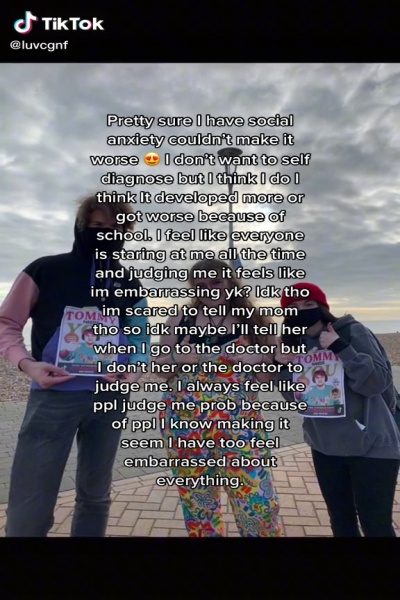 TikTok
@luvcgnf
Pretty sure I have social
anxiety couldn't make it
worse 😍 I don't want to self
diagnose but I think I do I
think It developed more or
got worse because of
school. I feel like everyone
is staring at me all the time
and judging me it feels like
im embarrassing yk? Idk tho
im scared to tell my mom
tho so idk maybe I'll tell her
when I go to the doctor but
I don't her or the doctor to
judge me. I always feel like
ppl judge me prob because
of ppl I know making it
seem I have too feel
embarrassed about
everything.
TOMMY
TOMMY